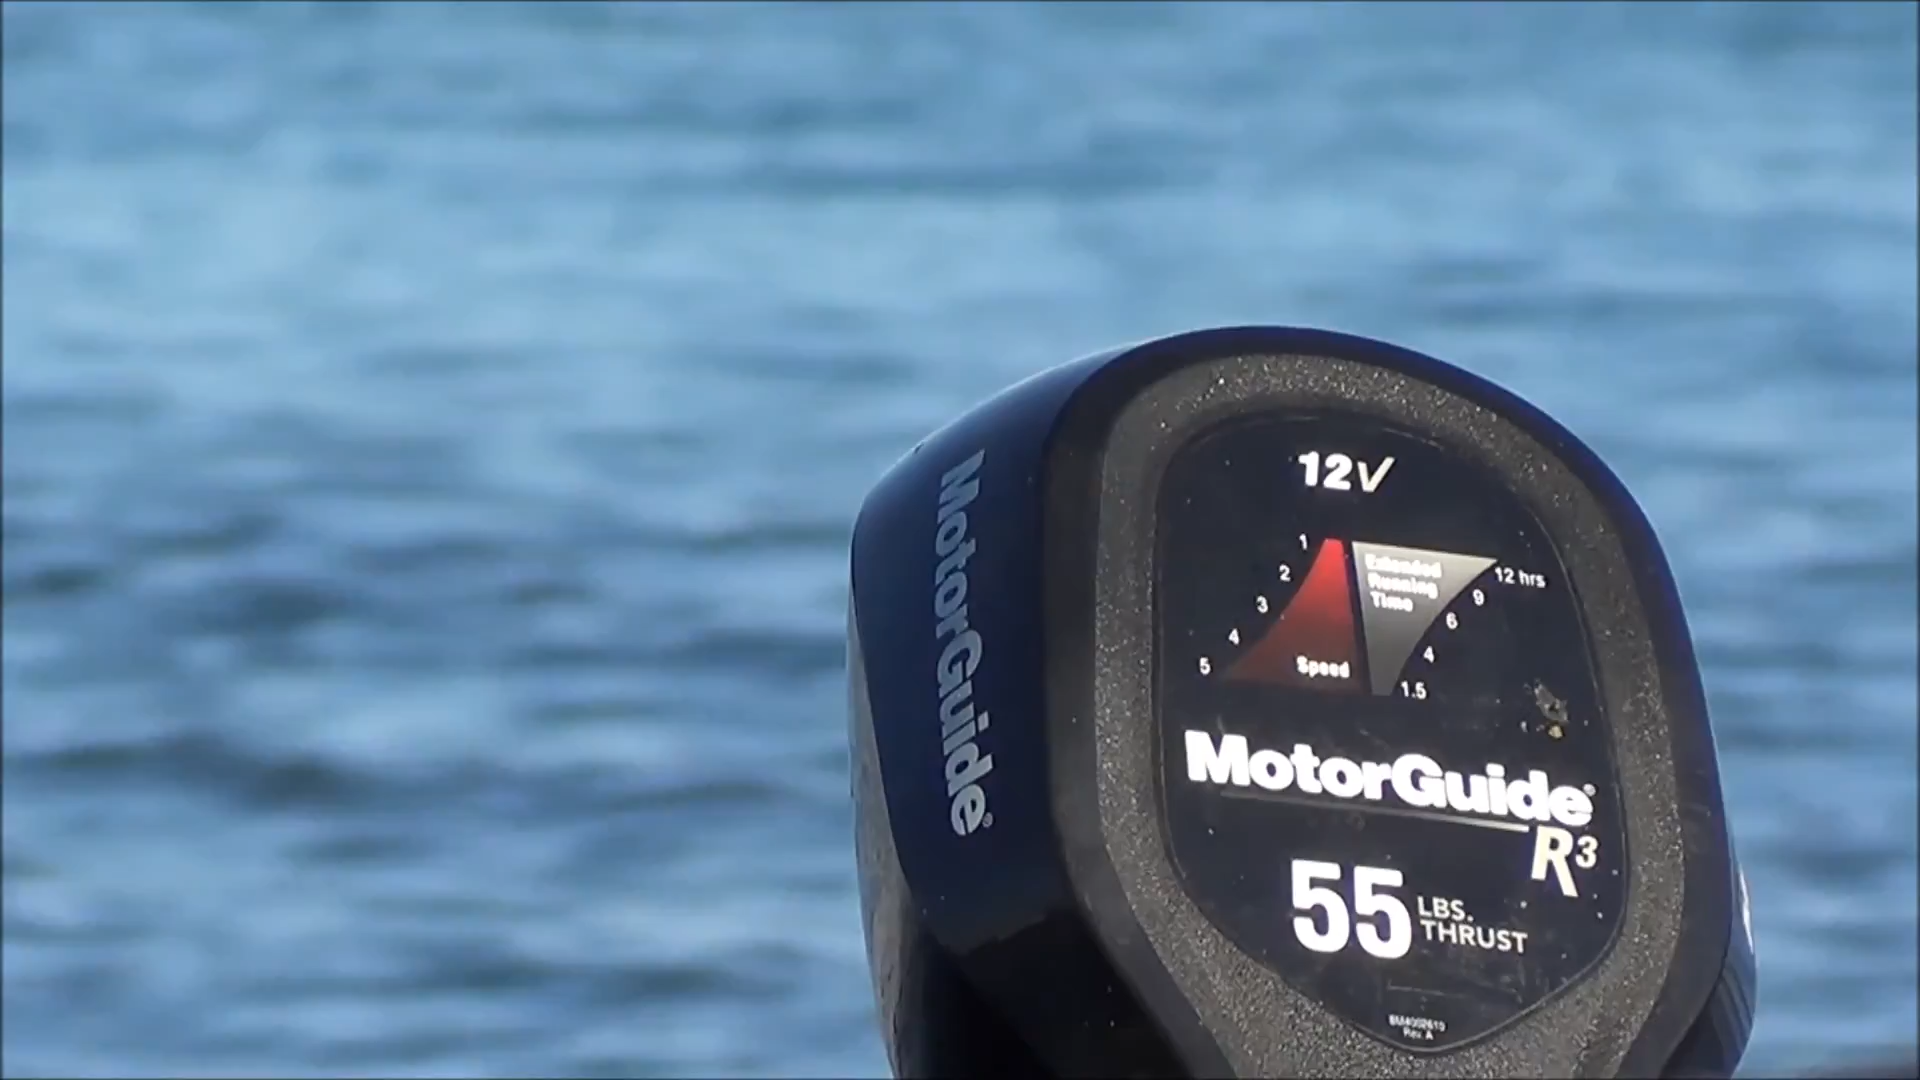 MotorGuide®
12V
1
2
3
4
5
Speed
Extended
Running
Time
12 hrs
9
6
4
1.5
MotorGuide®
R3
55
LBS.
THRUST
Rev. A